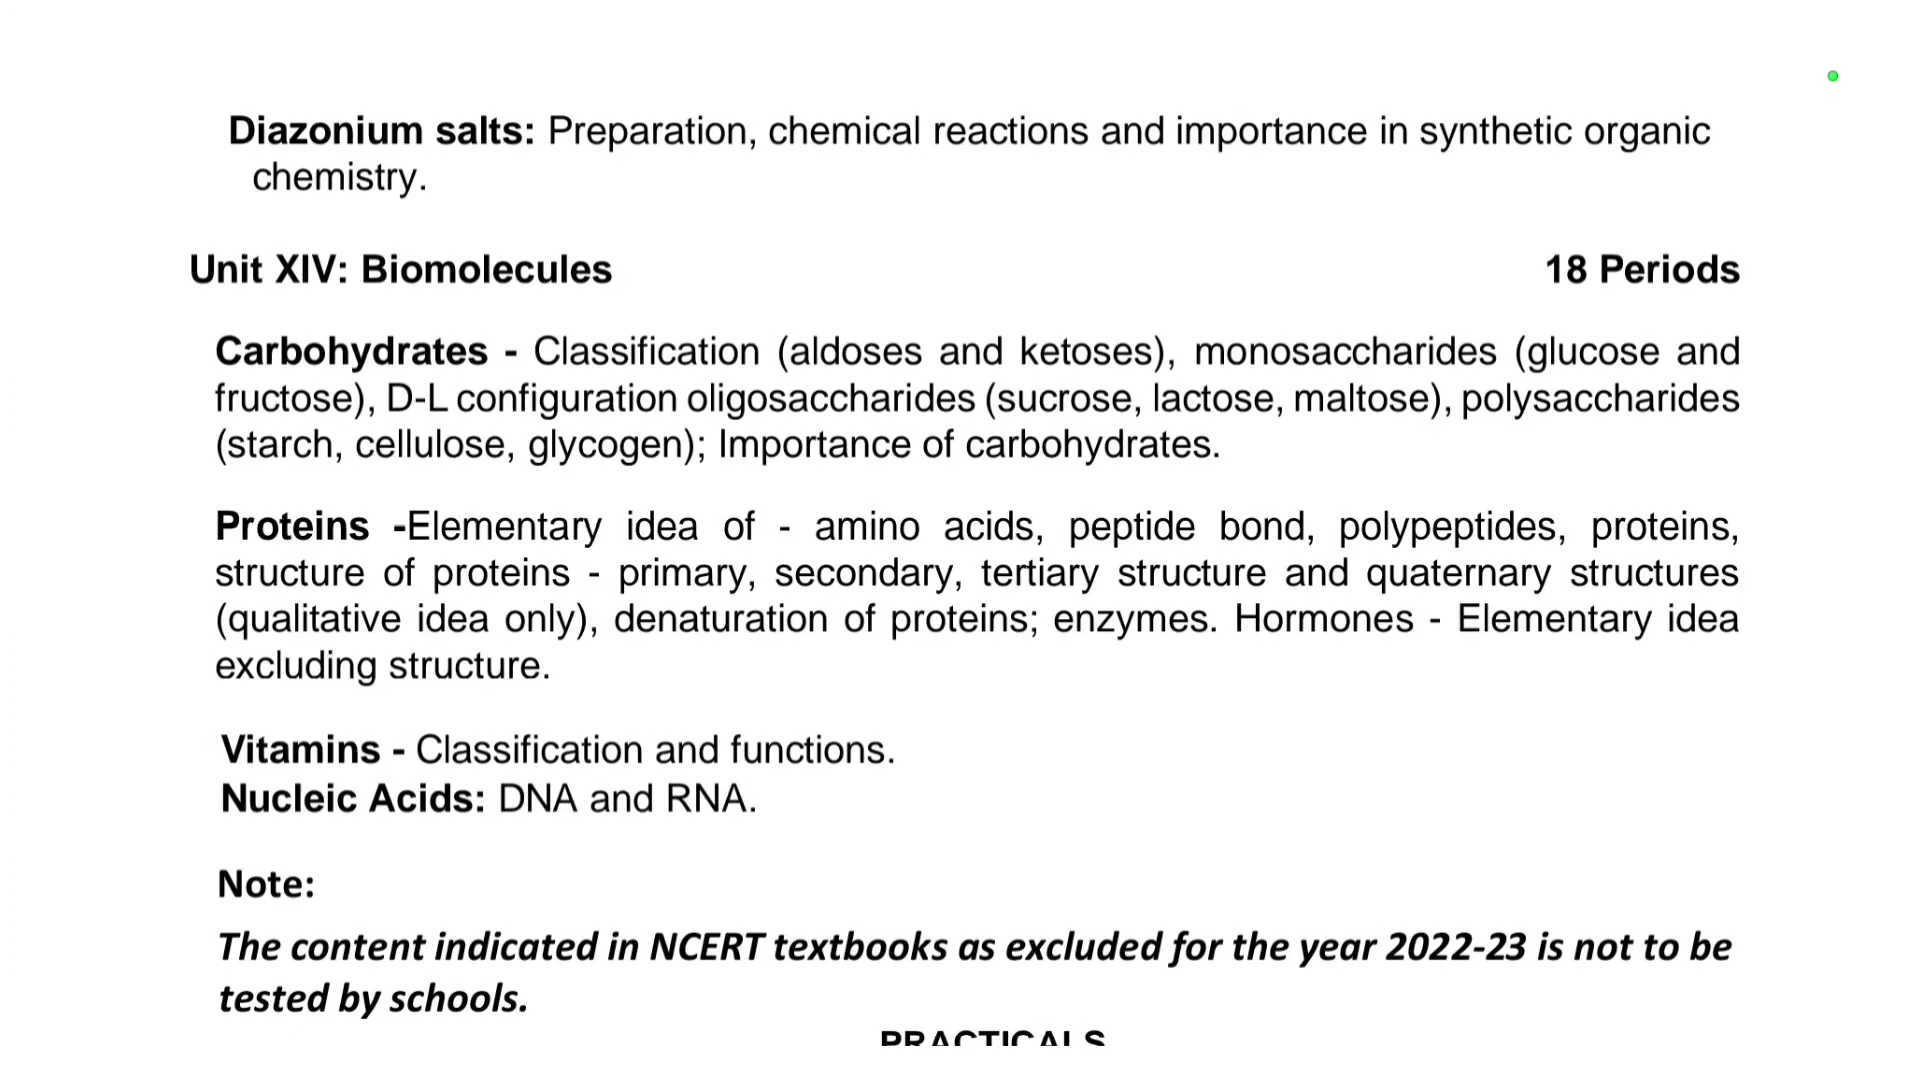 Diazonium salts: Preparation, chemical reactions and importance in synthetic organic
chemistry.
Unit XIV: Biomolecules 18 Periods
Carbohydrates - Classification (aldoses and ketoses), monosaccharides (glucose and
fructose), D-L configuration oligosaccharides (sucrose, lactose, maltose), polysaccharides
(starch, cellulose, glycogen); Importance of carbohydrates.
Proteins -Elementary idea of - amino acids, peptide bond, polypeptides, proteins,
structure of proteins - primary, secondary, tertiary structure and quaternary structures
(qualitative idea only), denaturation of proteins; enzymes. Hormones - Elementary idea
excluding structure.
Vitamins - Classification and functions.
Nucleic Acids: DNA and RNA.
Note:
The content indicated in NCERT textbooks as excluded for the year 2022-23 is not to be
tested by schools.
PRACTICALS